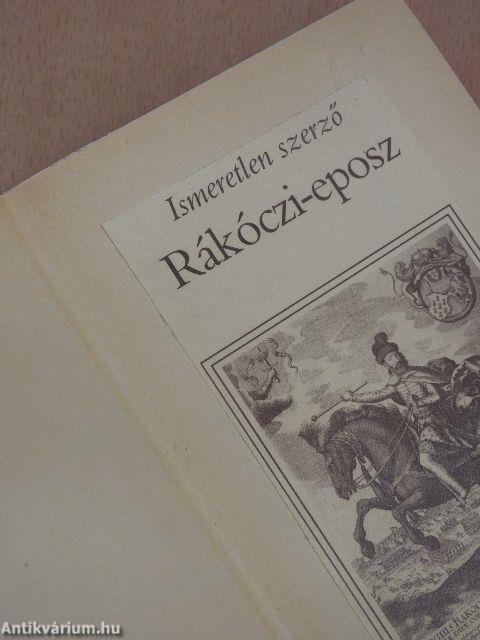 Ismeretlen szerző
Rákóczi-eposz
Antikvárium.hu